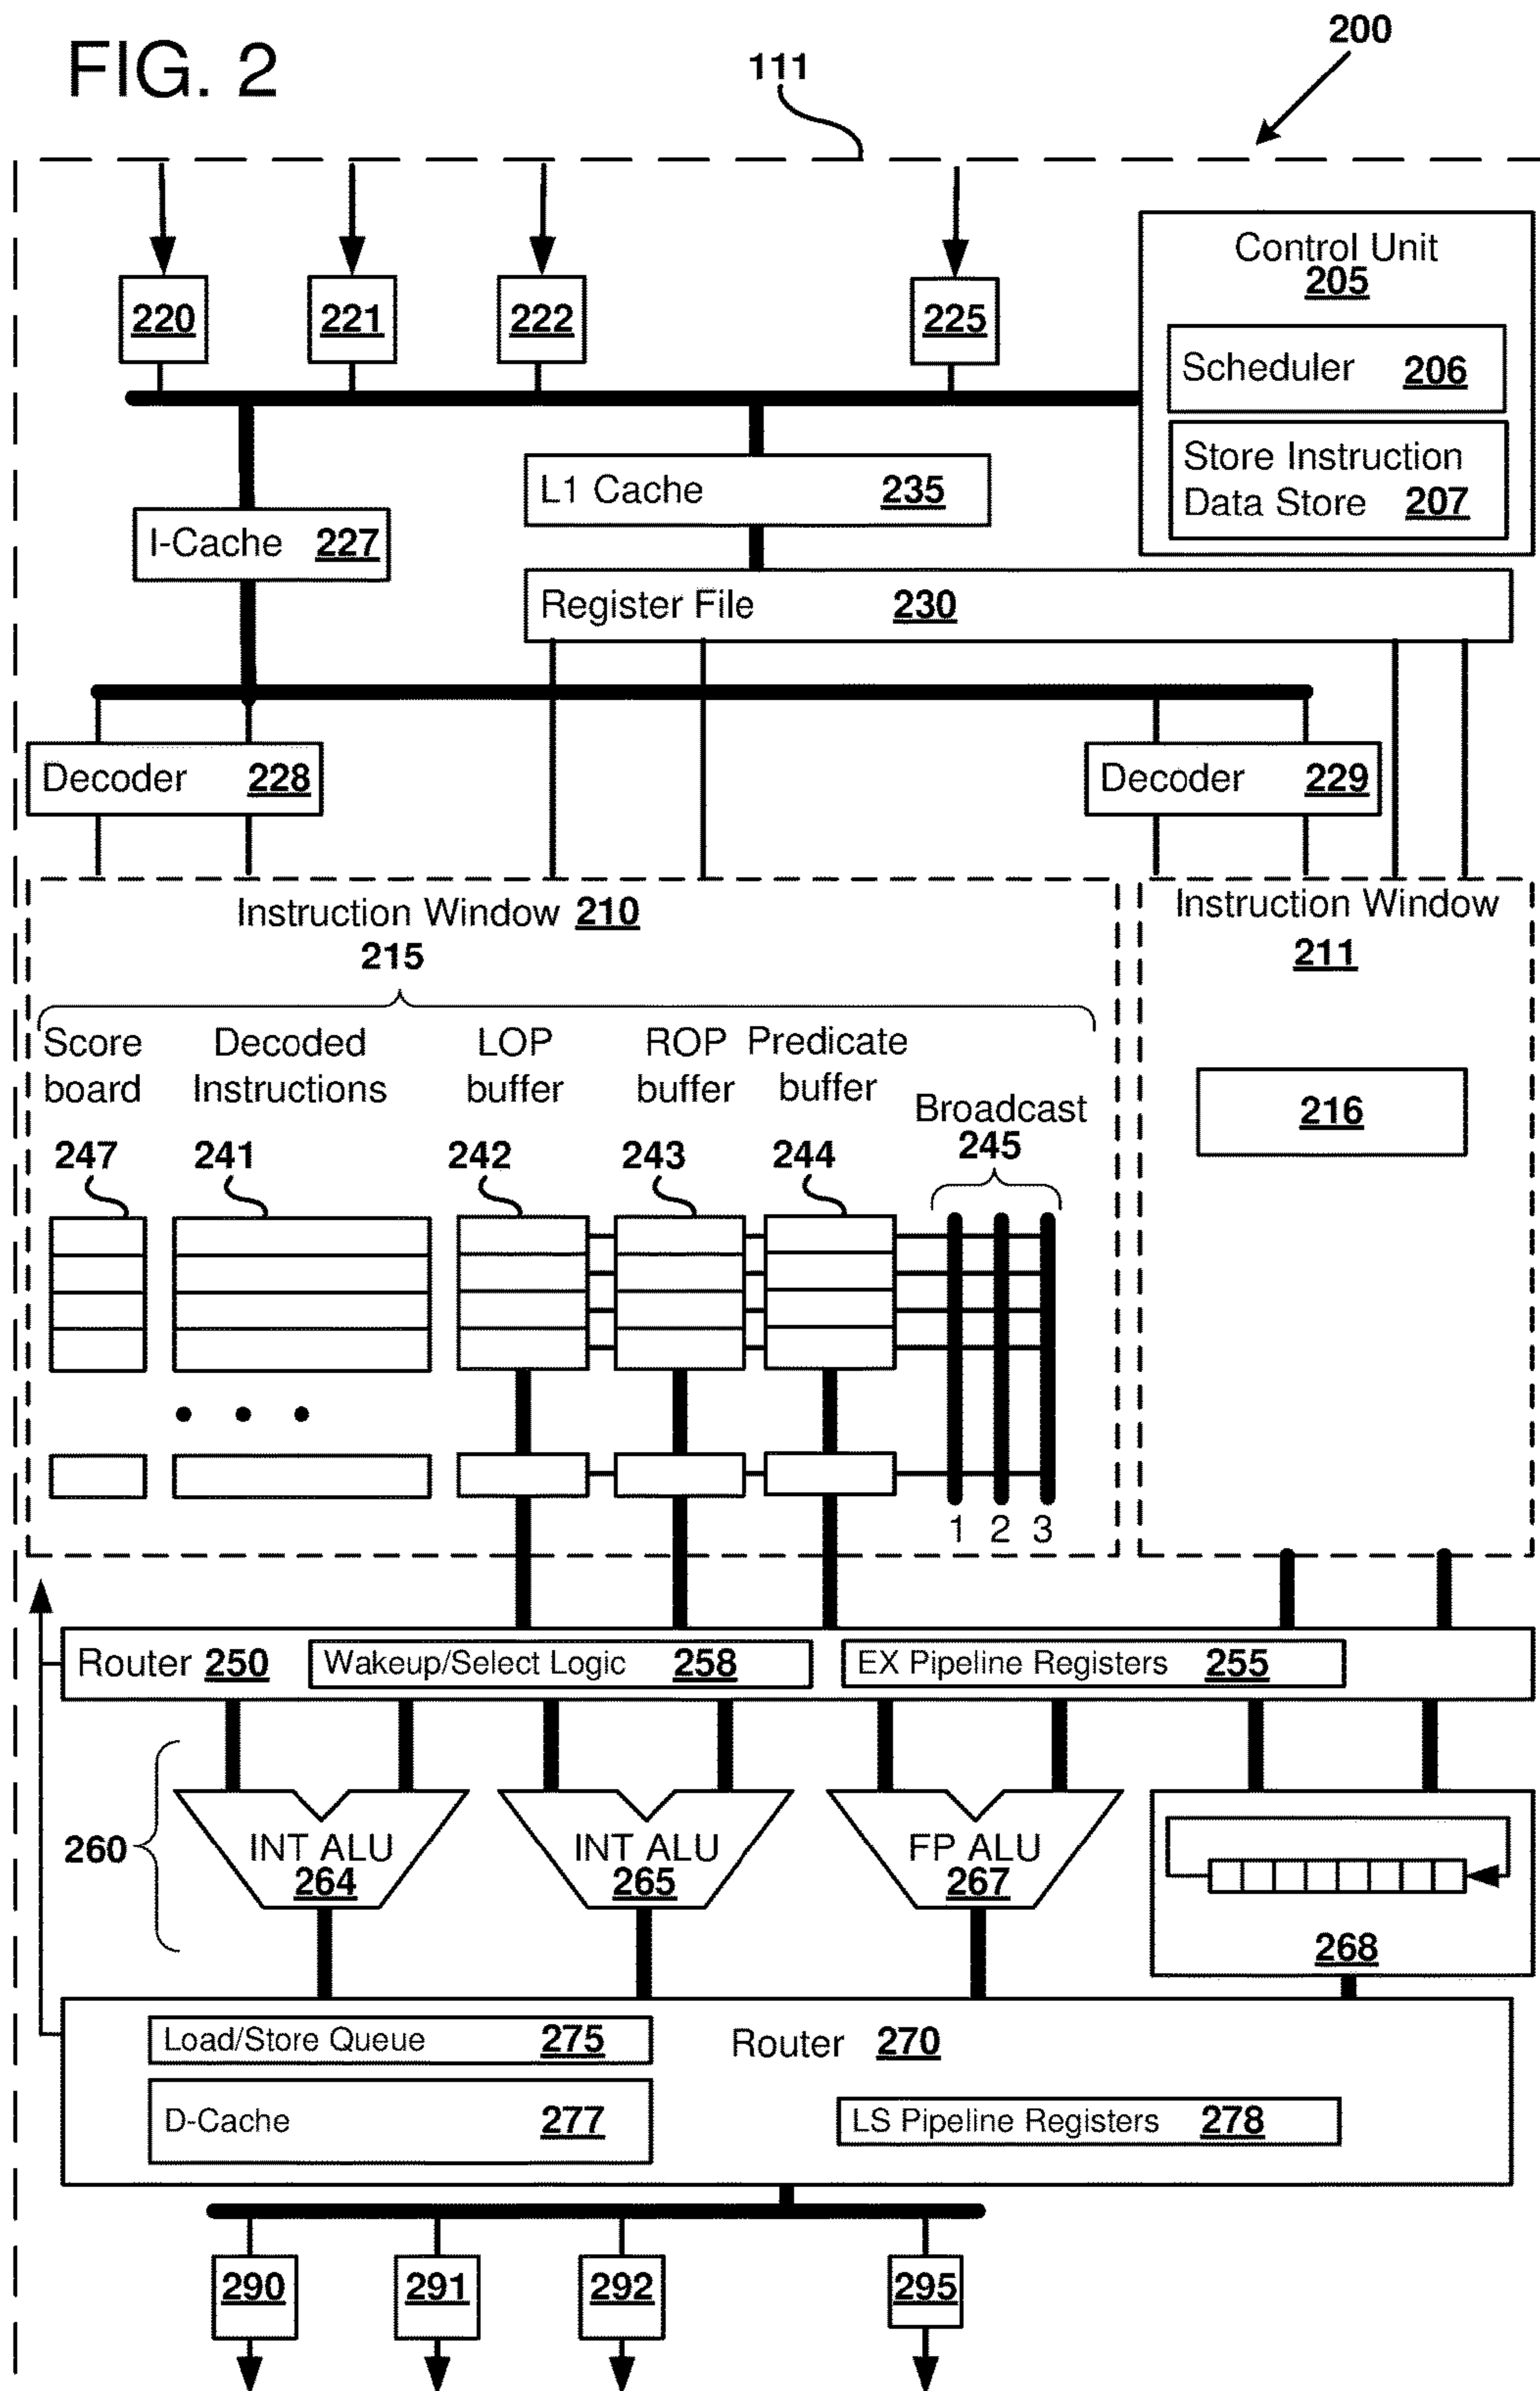 FIG. 2
200
111
220
221
222
225
Control Unit
205
Scheduler 206
Store Instruction
Data Store 207
L1 Cache 235
I-Cache 227
Register File 230
Decoder 228
Decoder 229
Instruction Window 210
215
Instruction Window
211
Score
board
Decoded
Instructions
LOP
buffer
ROP
buffer
Predicate
buffer
Broadcast
245
216
247
241
242
243
244
1 2 3
Router 250
Wakeup/Select Logic 258
EX Pipeline Registers 255
260
INT ALU
264
INT ALU
265
FP ALU
267
268
Load/Store Queue 275
Router 270
D-Cache 277
LS Pipeline Registers 278
290
291
292
295